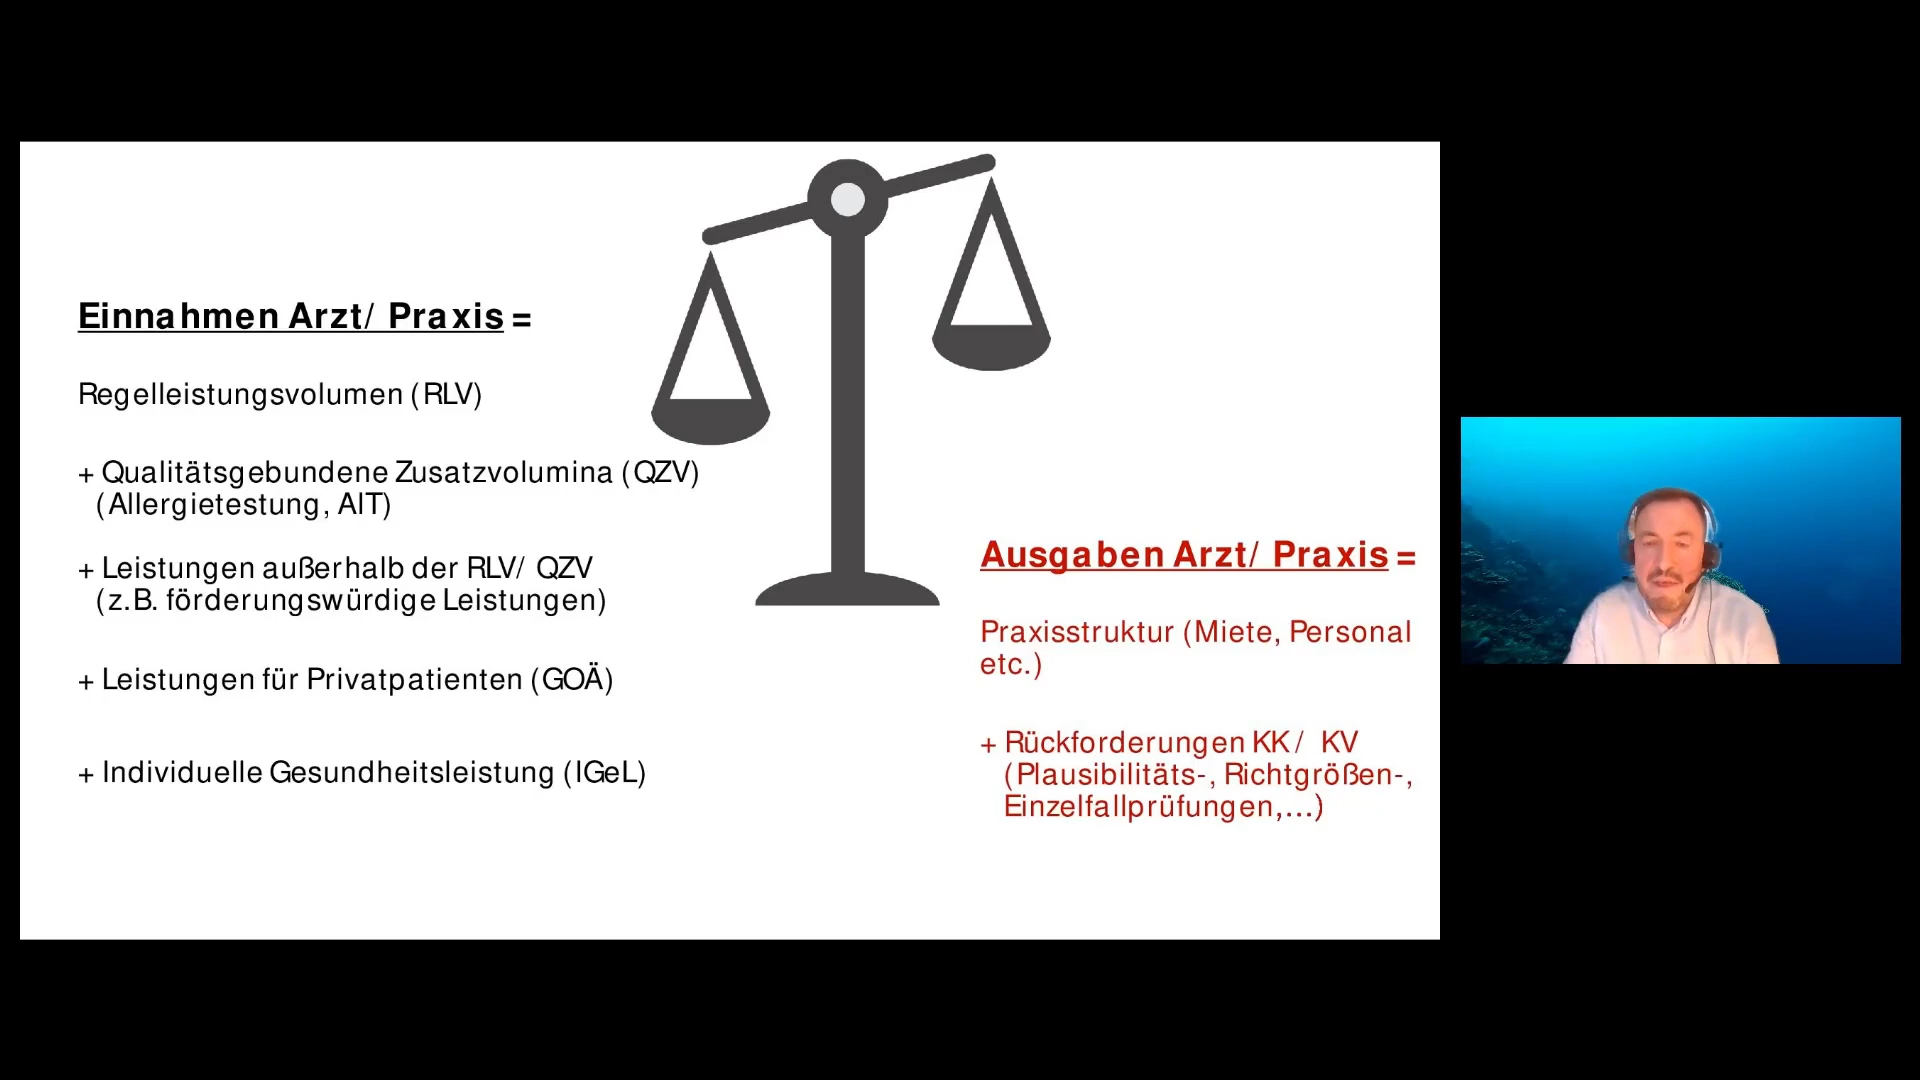 Einnahmen Arzt/ Praxis =
Regelleistungsvolumen (RLV)
+ Qualitätsgebundene Zusatzvolumina (QZV)
(Allergietestung, AIT)
+ Leistungen außerhalb der RLV/ QZV
(z.B. förderungswürdige Leistungen)
+ Leistungen für Privatpatienten (GOÄ)
+ Individuelle Gesundheitsleistung (IGeL)
Ausgaben Arzt/ Praxis =
Praxisstruktur (Miete, Personal
etc.)
+ Rückforderungen KK/ KV
(Plausibilitäts-, Richtgrößen-,
Einzelfallprüfungen,...)